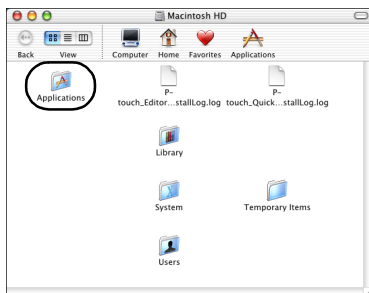 Macintosh HD
Back View Computer Home Favorites Applications
Applications
P-touch_Editor...stallLog.log
P-touch_Quick...stallLog.log
Library
System
Temporary Items
Users